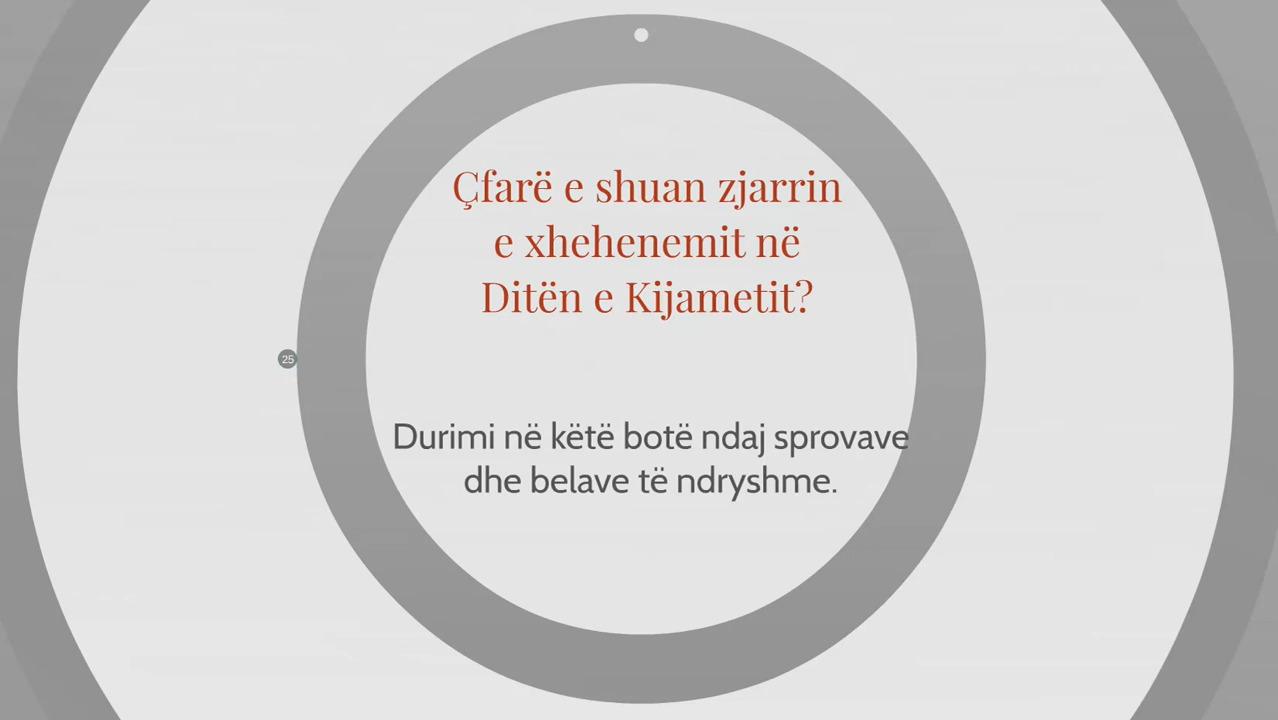 Çfarë e shuan zjarrin
e xhehenemit në
Ditën e Kijametit?
25
Durimi në këtë botë ndaj sprovave
dhe belave të ndryshme.